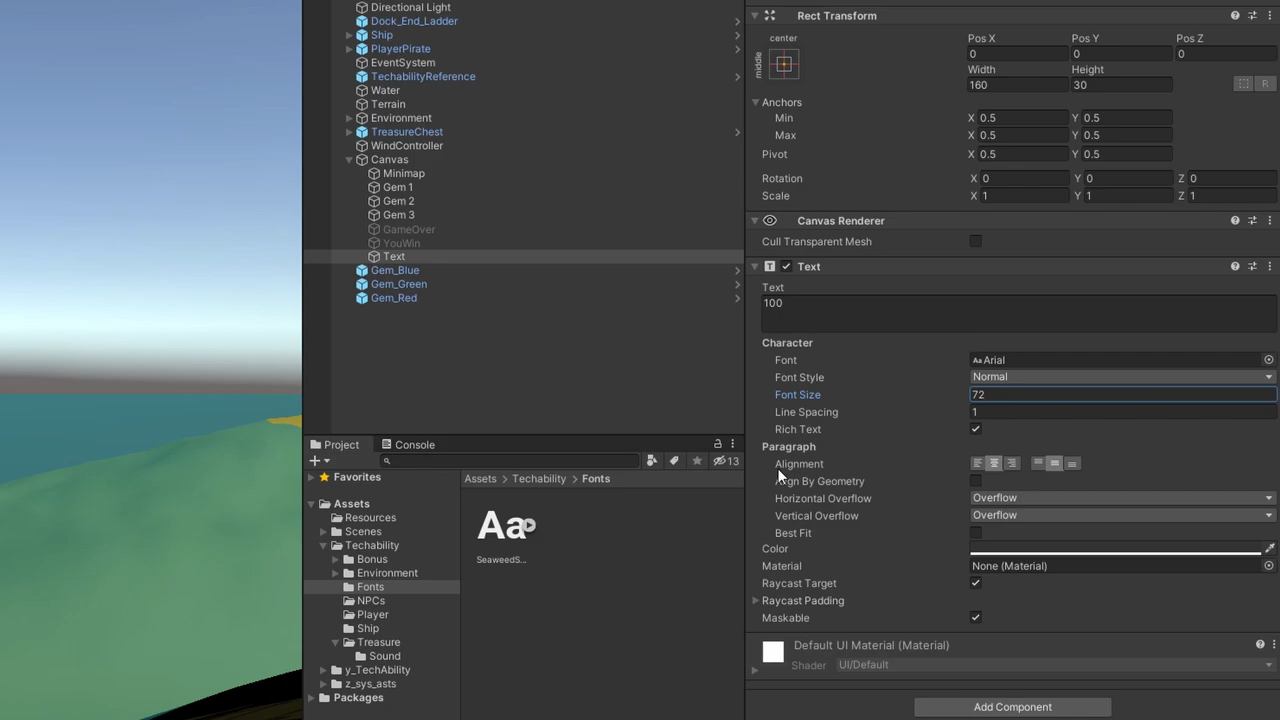 Directional Light
Dock_End_Ladder
Ship
PlayerPirate
EventSystem
TechabilityReference
Water
Terrain
Environment
TreasureChest
WindController
Canvas
Minimap
Gem 1
Gem 2
Gem 3
GameOver
YouWin
Text
Gem_Blue
Gem_Green
Gem_Red
Project
Console
13
Favorites
Assets
Resources
Scenes
Techability
Bonus
Environment
Fonts
NPCs
Player
Ship
Treasure
Sound
y_TechAbility
z_sys_asts
Packages
Assets > Techability > Fonts
Aa
SeaweedS...
Rect Transform
center
middle
Pos X Pos Y Pos Z
0 0 0
Width Height
160 30
R
Anchors
Min X 0.5 Y 0.5
Max X 0.5 Y 0.5
Pivot X 0.5 Y 0.5
Rotation X 0 Y 0 Z 0
Scale X 1 Y 1 Z 1
Canvas Renderer
Cull Transparent Mesh
T Text
Text
100
Character
Font Aa Arial
Font Style Normal
Font Size 72
Line Spacing 1
Rich Text
Paragraph
Alignment
Align By Geometry
Horizontal Overflow Overflow
Vertical Overflow Overflow
Best Fit
Color
Material None (Material)
Raycast Target
Raycast Padding
Maskable
Default UI Material (Material)
Shader UI/Default
Add Component